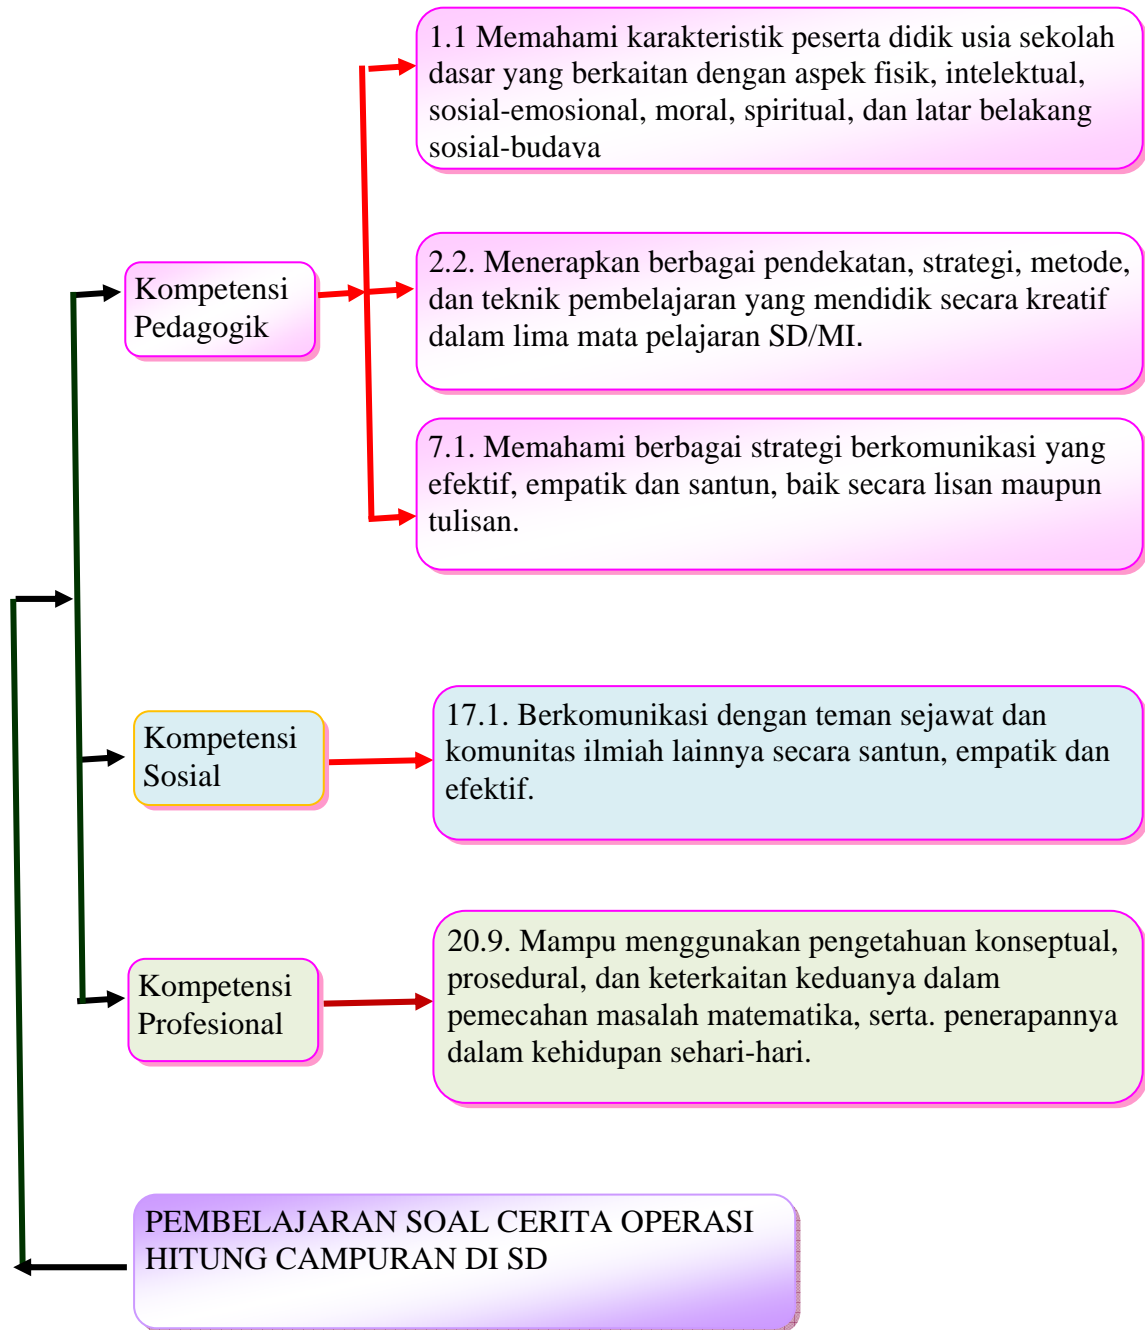 1.1 Memahami karakteristik peserta didik usia sekolah
dasar yang berkaitan dengan aspek fisik, intelektual,
sosial-emosional, moral, spiritual, dan latar belakang
sosial-budaya
Kompetensi
Pedagogik
2.2. Menerapkan berbagai pendekatan, strategi, metode,
dan teknik pembelajaran yang mendidik secara kreatif
dalam lima mata pelajaran SD/MI.
7.1. Memahami berbagai strategi berkomunikasi yang
efektif, empatik dan santun, baik secara lisan maupun
tulisan.
Kompetensi
Sosial
17.1. Berkomunikasi dengan teman sejawat dan
komunitas ilmiah lainnya secara santun, empatik dan
efektif.
Kompetensi
Profesional
20.9. Mampu menggunakan pengetahuan konseptual,
prosedural, dan keterkaitan keduanya dalam
pemecahan masalah matematika, serta. penerapannya
dalam kehidupan sehari-hari.
PEMBELAJARAN SOAL CERITA OPERASI
HITUNG CAMPURAN DI SD